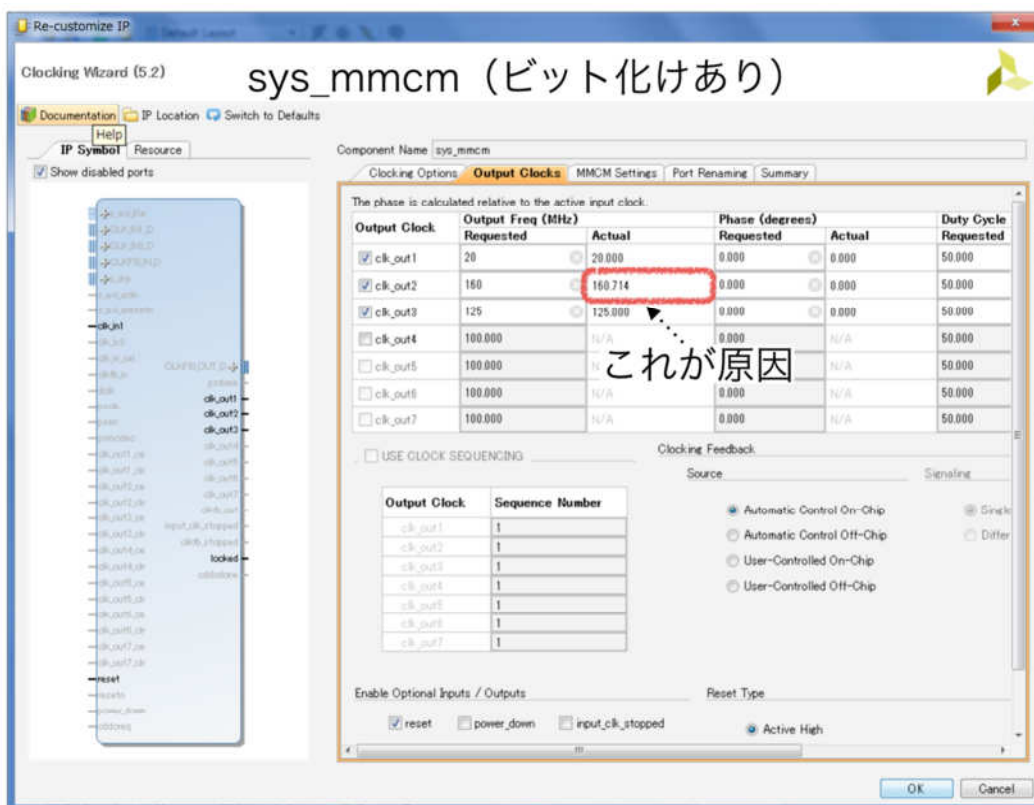 Re-customize IP
Clocking Wizard (5.2)
sys_mmcm（ビット化けあり）
Documentation IP Location Switch to Defaults
Help
IP Symbol Resource
Show disabled ports
clk_in1
clk_out1
clk_out2
clk_out3
locked
reset
Component Name sys_mmcm
Clocking Options Output Clocks MMCM Settings Port Renaming Summary
The phase is calculated relative to the active input clock.
Output Clock Output Freq (MHz) Phase (degrees) Duty Cycle
Requested Actual Requested Actual Requested
clk_out1 20 20.000 0.000 0.000 50.000
clk_out2 160 160.714 0.000 0.000 50.000
clk_out3 125 125.000 0.000 0.000 50.000
clk_out4 100.000 N/A 0.000 N/A 50.000
これが原因
clk_out5 100.000 N/A 50.000
clk_out6 100.000 N/A 0.000 N/A 50.000
clk_out7 100.000 N/A 0.000 N/A 50.000
USE CLOCK SEQUENCING
Output Clock Sequence Number
clk_out1 1
clk_out2 1
clk_out3 1
clk_out4 1
clk_out5 1
clk_out6 1
clk_out7 1
Clocking Feedback
Source Signaling
Automatic Control On-Chip Single
Automatic Control Off-Chip Differ
User-Controlled On-Chip
User-Controlled Off-Chip
Enable Optional Inputs / Outputs Reset Type
reset power_down input_clk_stopped Active High
OK Cancel